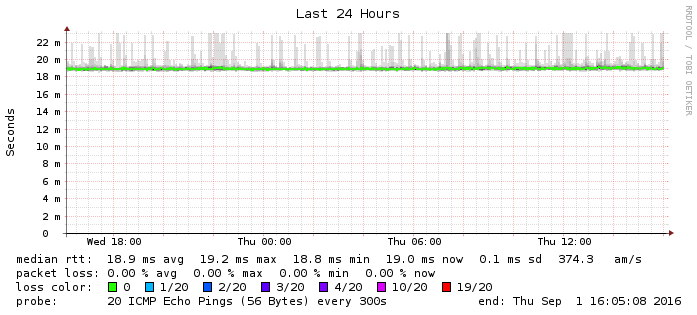 Last 24 Hours
RRDTOOL / TOBI OETIKER
Seconds
22 m
20 m
18 m
16 m
14 m
12 m
10 m
8 m
6 m
4 m
2 m
0
Wed 18:00 Thu 00:00 Thu 06:00 Thu 12:00
median rtt: 18.9 ms avg 19.2 ms max 18.8 ms min 19.0 ms now 0.1 ms sd 374.3 am/s
packet loss: 0.00 % avg 0.00 % max 0.00 % min 0.00 % now
loss color: 0 1/20 2/20 3/20 4/20 10/20 19/20
probe: 20 ICMP Echo Pings (56 Bytes) every 300s end: Thu Sep 1 16:05:08 2016